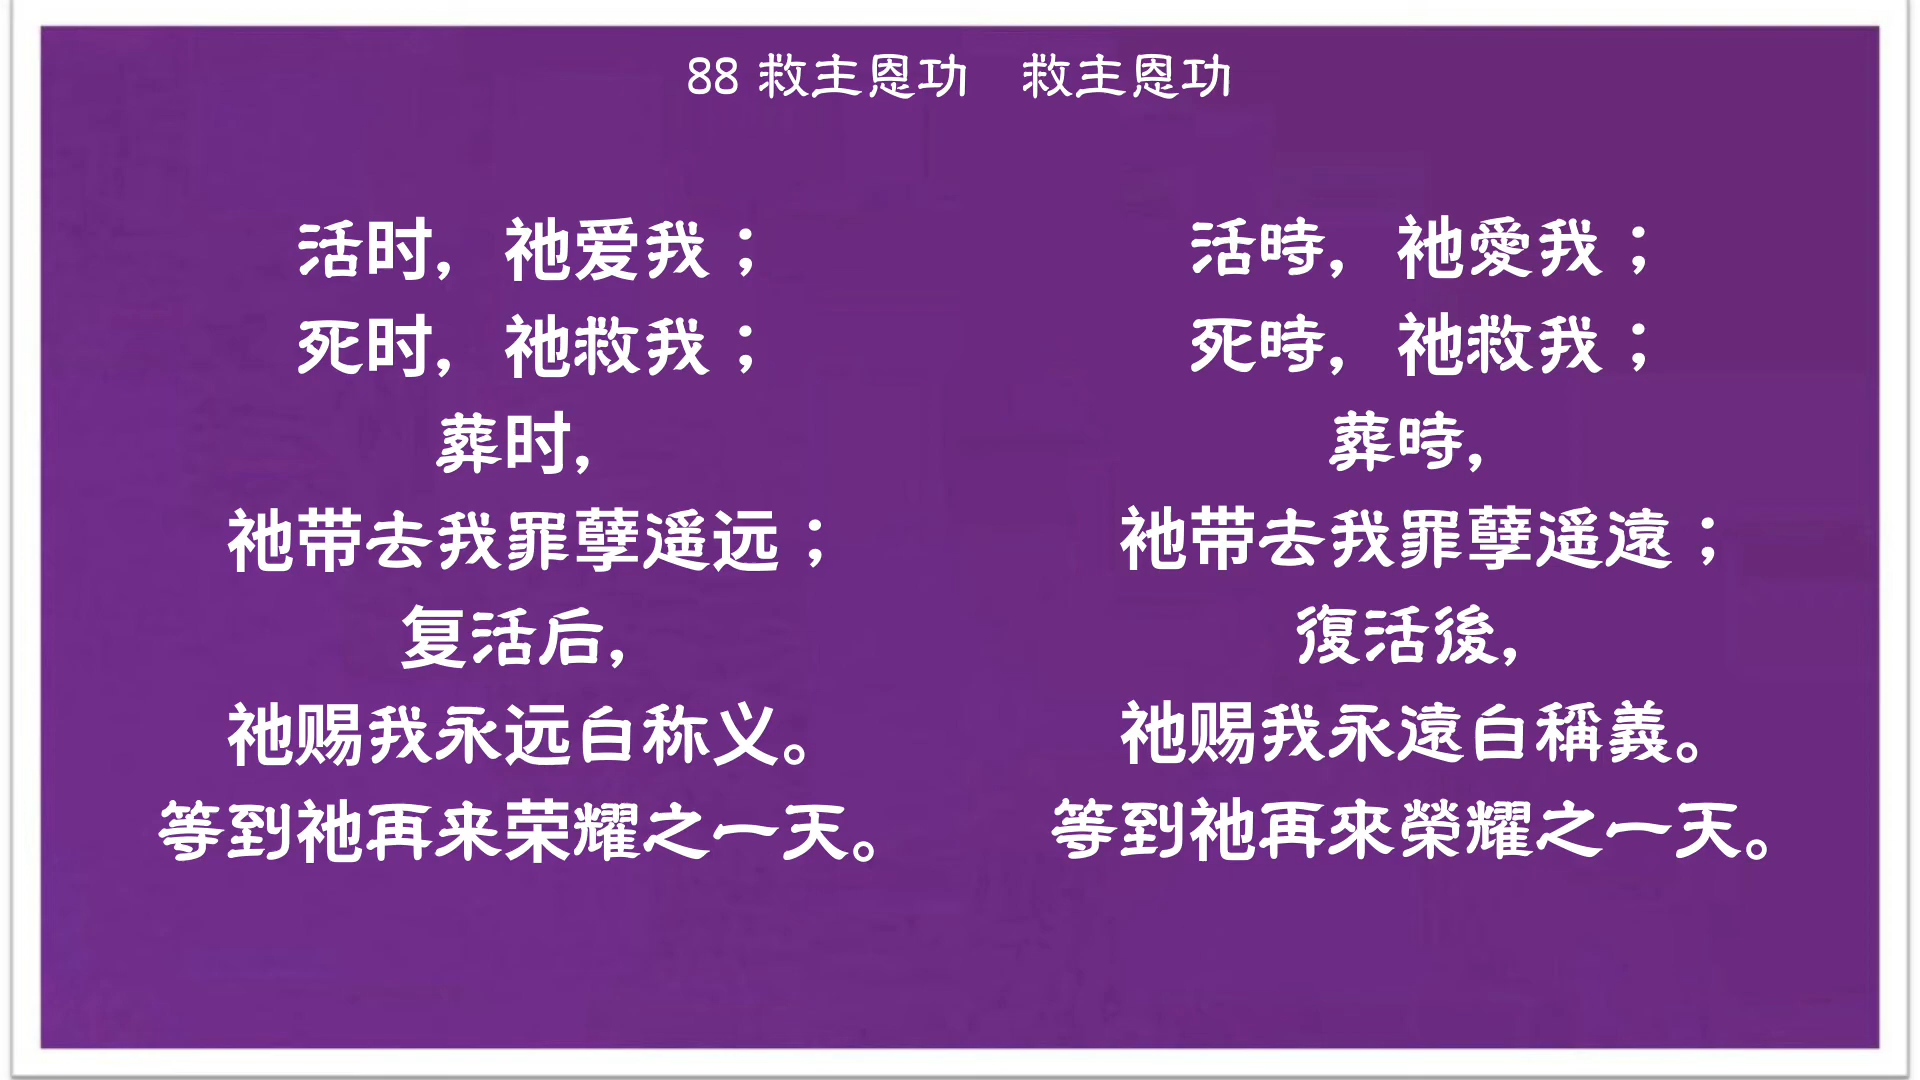 88 救主恩功　救主恩功
活时，祂爱我；
死时，祂救我；
葬时，
祂带去我罪孽遥远；
复活后，
祂赐我永远白称义。
等到祂再来荣耀之一天。
活時，祂愛我；
死時，祂救我；
葬時，
祂带去我罪孽遥遠；
復活後，
祂赐我永遠白稱義。
等到祂再來榮耀之一天。